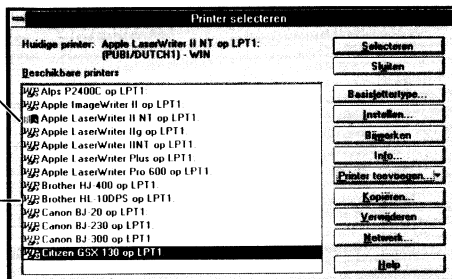 Printer selecteren
Huidige printer: Apple LaserWriter II NT op LPT1:
(PUBI/DUTCH1) - WIN
Beschikbare printers
Alps P2400C op LPT1
Apple ImageWriter II op LPT1
Apple LaserWriter II NT op LPT1
Apple LaserWriter IIg op LPT1
Apple LaserWriter IINT op LPT1
Apple LaserWriter Plus op LPT1
Apple LaserWriter Pro 600 op LPT1
Brother HJ-400 op LPT1
Brother HL-10DPS op LPT1
Canon BJ-20 op LPT1
Canon BJ-230 op LPT1
Canon BJ-300 op LPT1
Citizen GSX 130 op LPT1
Selecteren
Sluiten
Basislettertype...
Instellen...
Bijwerken
Info...
Printer toevoegen...
Kopiëren...
Verwijderen
Netwerk...
Help